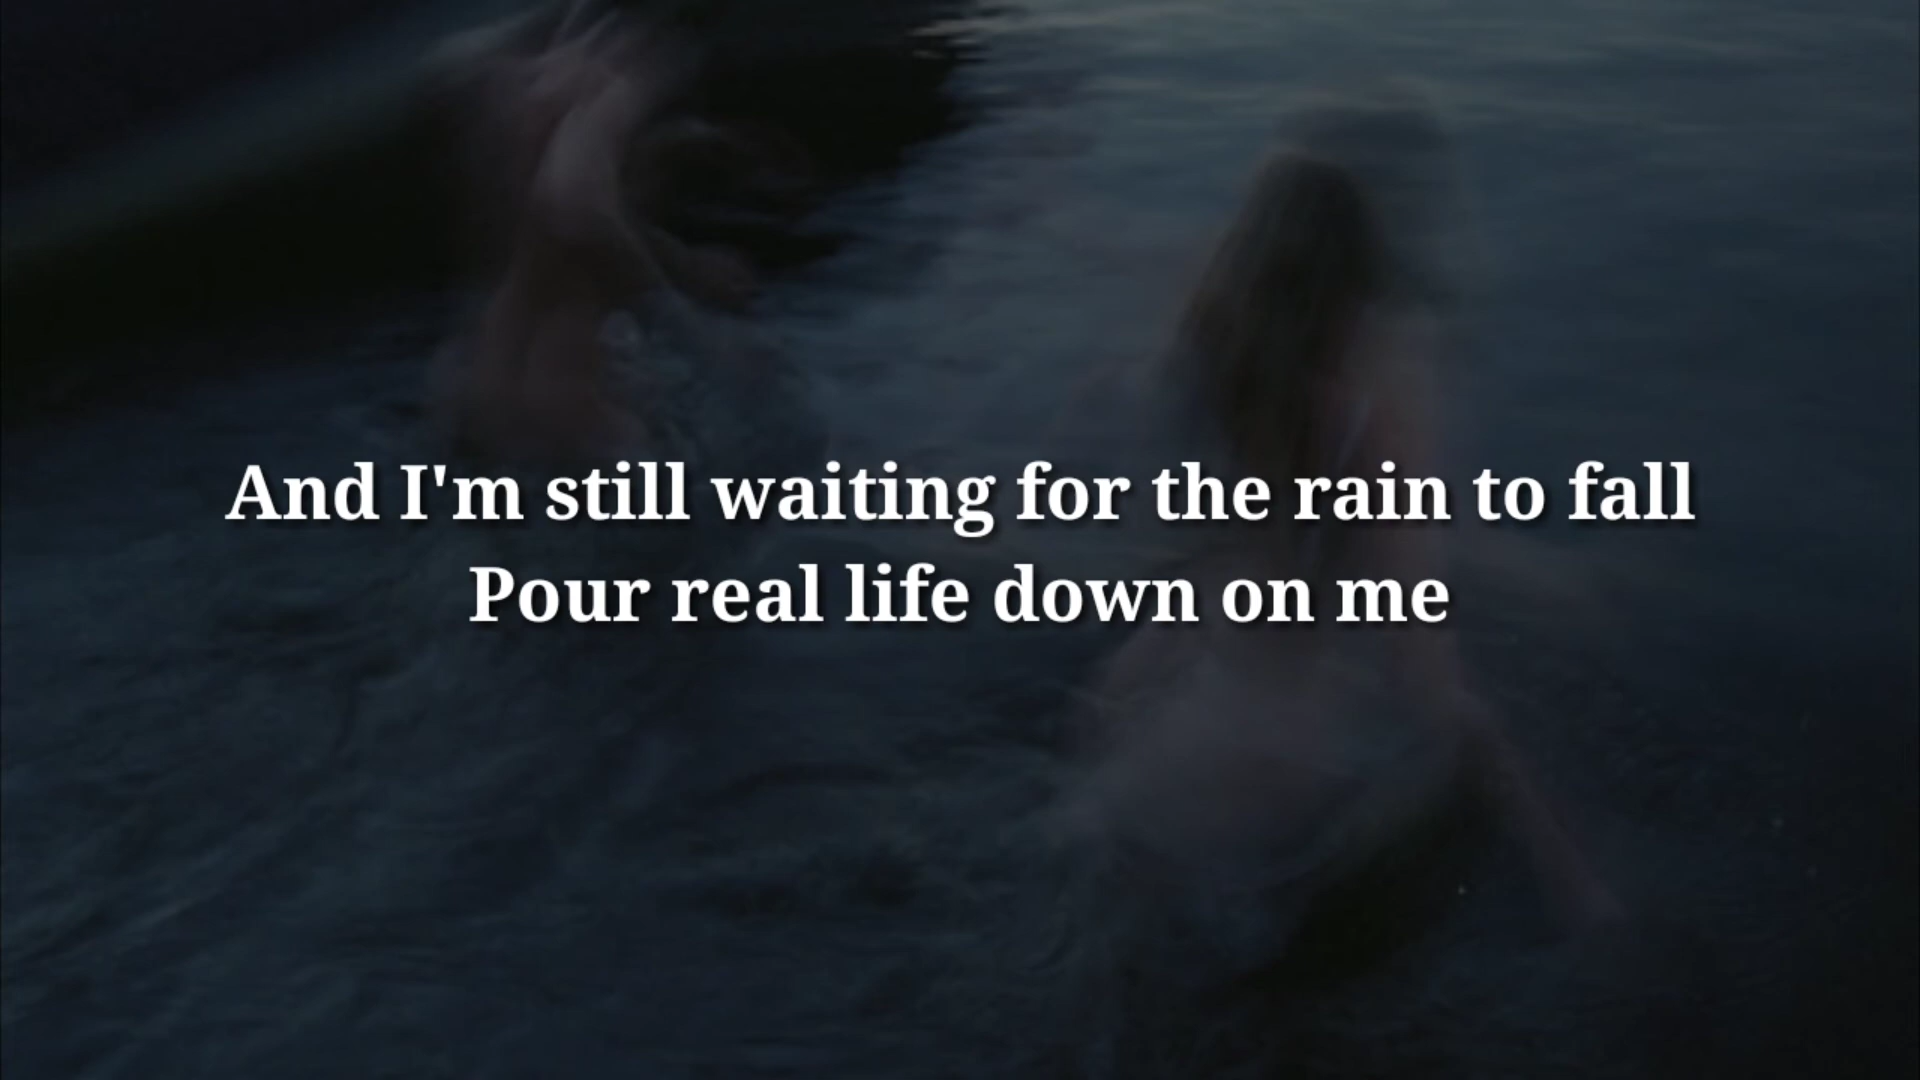 And I'm still waiting for the rain to fall
Pour real life down on me